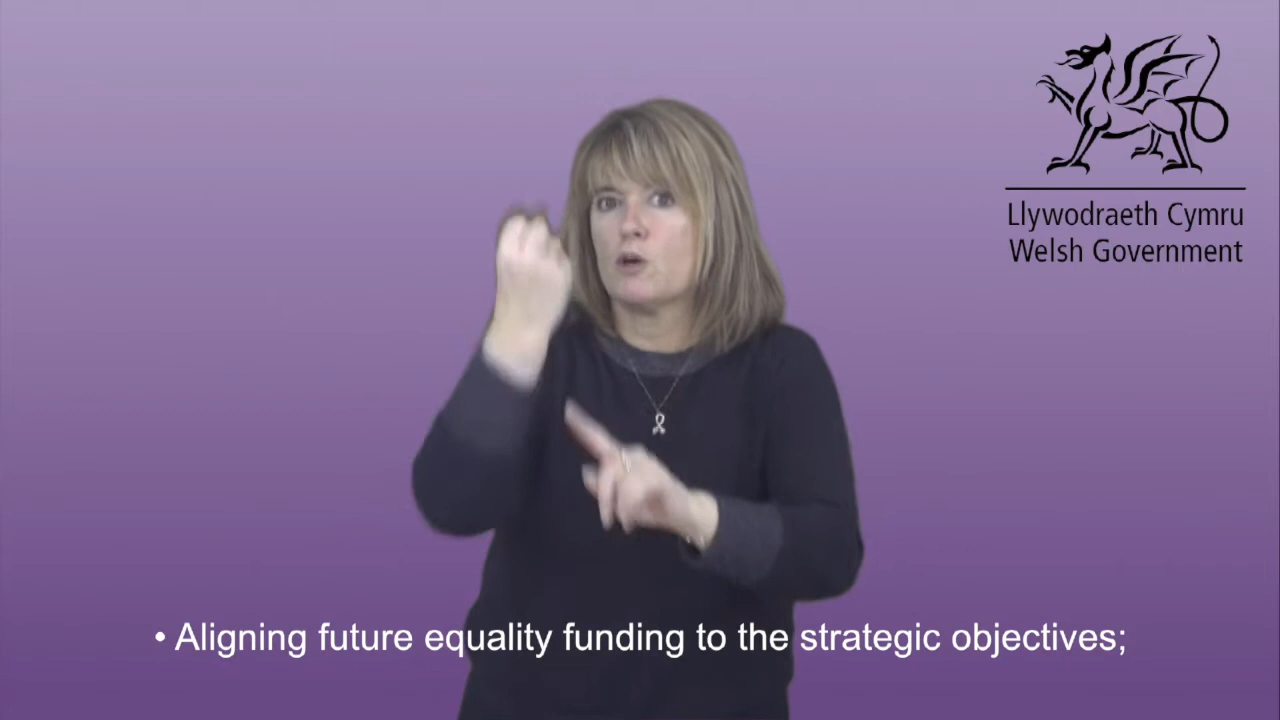 Llywodraeth Cymru
Welsh Government
• Aligning future equality funding to the strategic objectives;